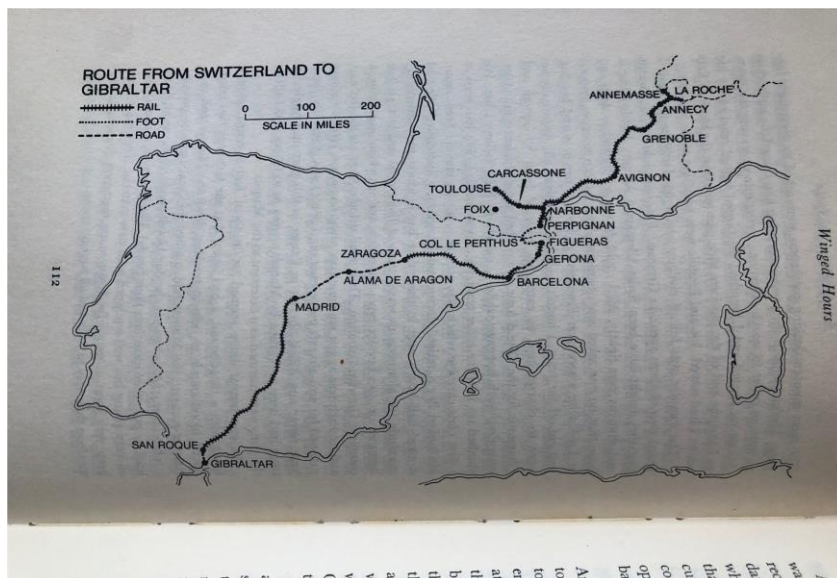 ROUTE FROM SWITZERLAND TO
GIBRALTAR
RAIL
FOOT
ROAD
0 100 200
SCALE IN MILES
ANNEMASSE
LA ROCHE
ANNECY
GRENOBLE
CARCASSONE
TOULOUSE
AVIGNON
FOIX
NARBONNE
PERPIGNAN
COL LE PERTHUS
FIGUERAS
ZARAGOZA
GERONA
ALAMA DE ARAGON
BARCELONA
MADRID
SAN ROQUE
GIBRALTAR
112
Winged Hours